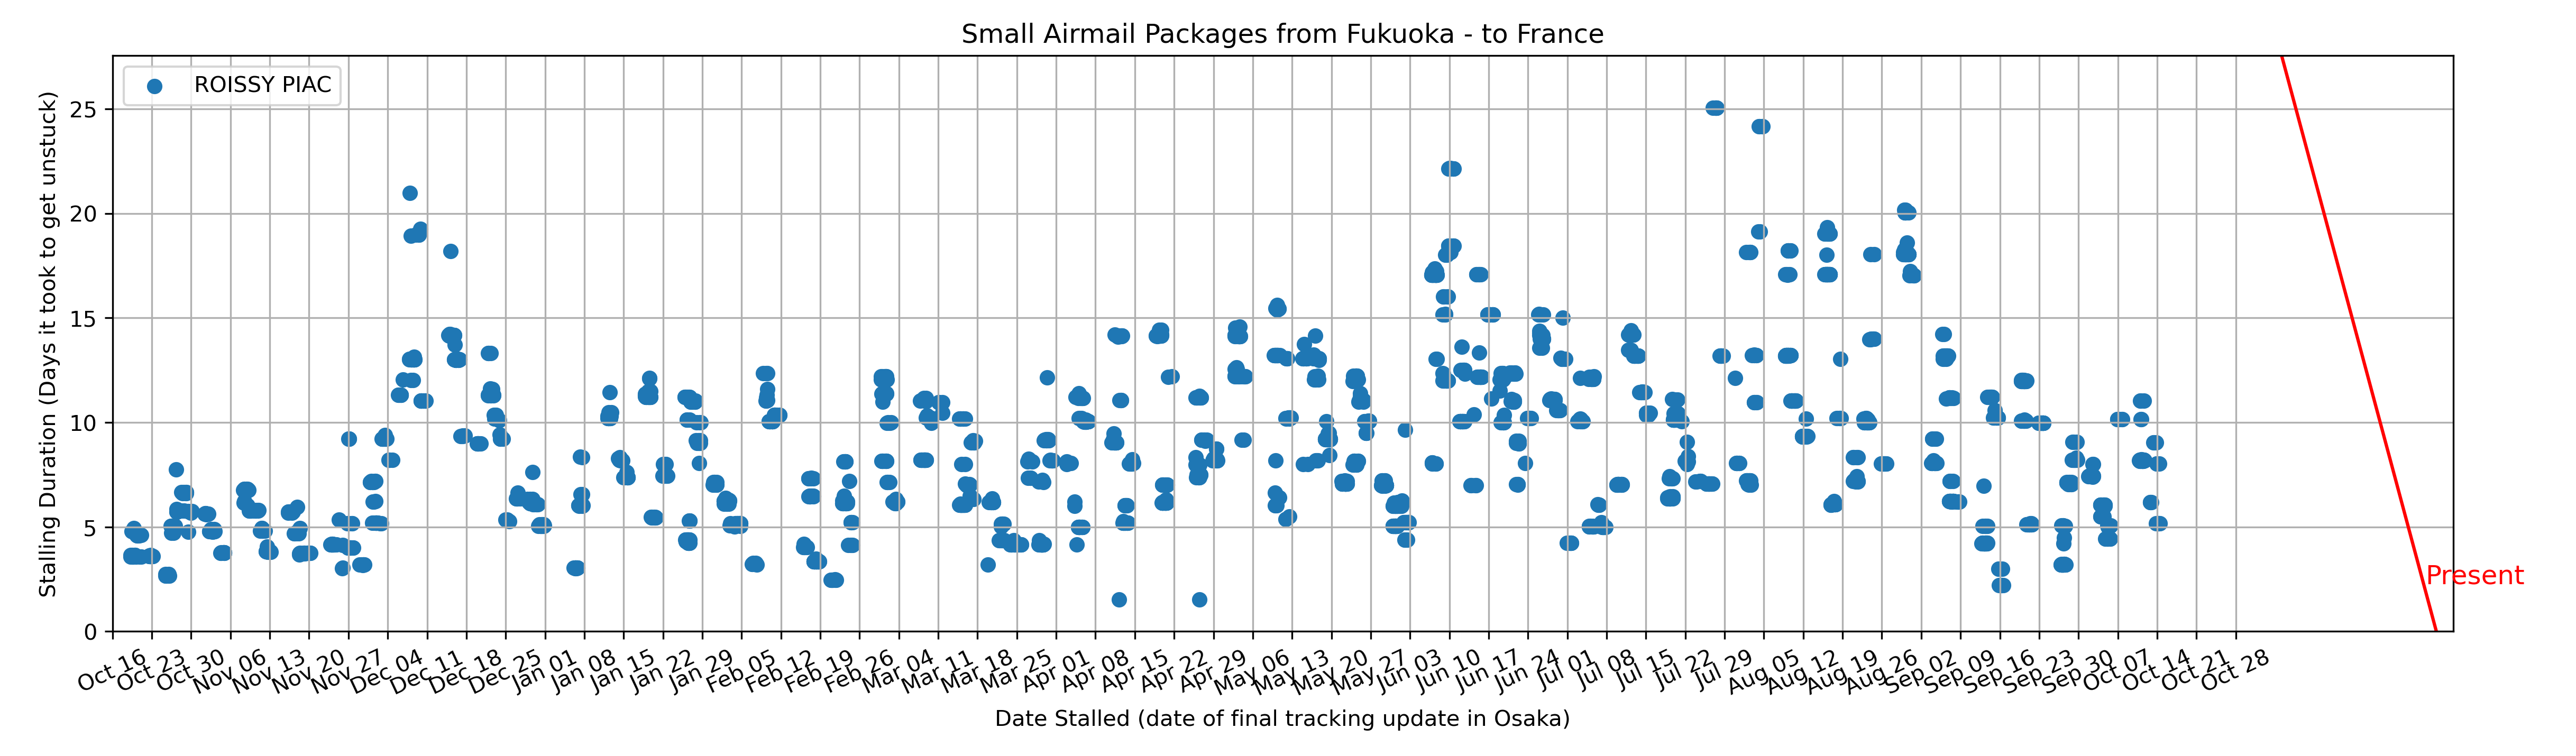 Small Airmail Packages from Fukuoka - to France
ROISSY PIAC
Stalling Duration (Days it took to get unstuck)
25
20
15
10
5
0
Present
Oct 16
Oct 23
Oct 30
Nov 06
Nov 13
Nov 20
Nov 27
Dec 04
Dec 11
Dec 18
Dec 25
Jan 01
Jan 08
Jan 15
Jan 22
Jan 29
Feb 05
Feb 12
Feb 19
Feb 26
Mar 04
Mar 11
Mar 18
Mar 25
Apr 01
Apr 08
Apr 15
Apr 22
Apr 29
May 06
May 13
May 20
May 27
Jun 03
Jun 10
Jun 17
Jun 24
Jul 01
Jul 08
Jul 15
Jul 22
Jul 29
Aug 05
Aug 12
Aug 19
Aug 26
Sep 02
Sep 09
Sep 16
Sep 23
Sep 30
Oct 07
Oct 14
Oct 21
Oct 28
Date Stalled (date of final tracking update in Osaka)